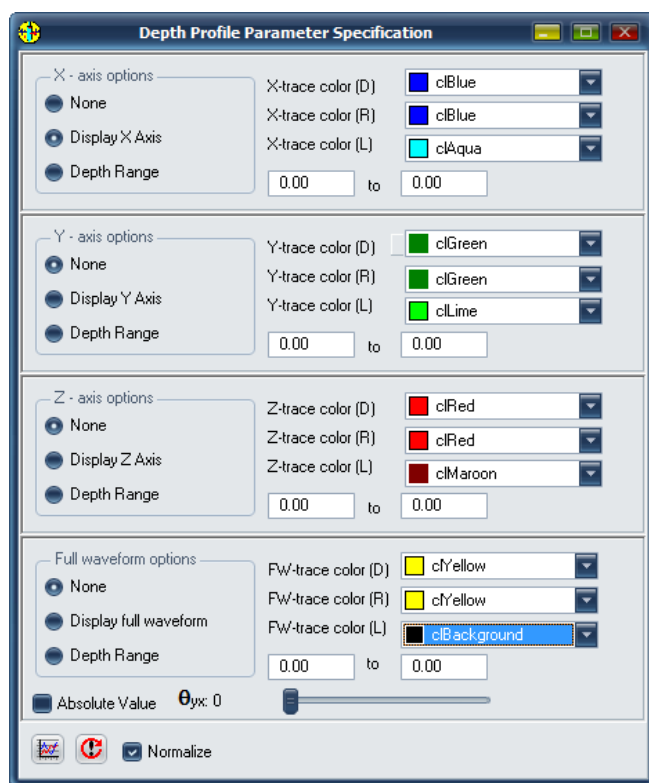 Depth Profile Parameter Specification
X - axis options
None
Display X Axis
Depth Range
X-trace color (D) clBlue
X-trace color (R) clBlue
X-trace color (L) clAqua
0.00 to 0.00
Y - axis options
None
Display Y Axis
Depth Range
Y-trace color (D) clGreen
Y-trace color (R) clGreen
Y-trace color (L) clLime
0.00 to 0.00
Z - axis options
None
Display Z Axis
Depth Range
Z-trace color (D) clRed
Z-trace color (R) clRed
Z-trace color (L) clMaroon
0.00 to 0.00
Full waveform options
None
Display full waveform
Depth Range
FW-trace color (D) clYellow
FW-trace color (R) clYellow
FW-trace color (L) clBackground
0.00 to 0.00
Absolute Value θyx: 0
Normalize